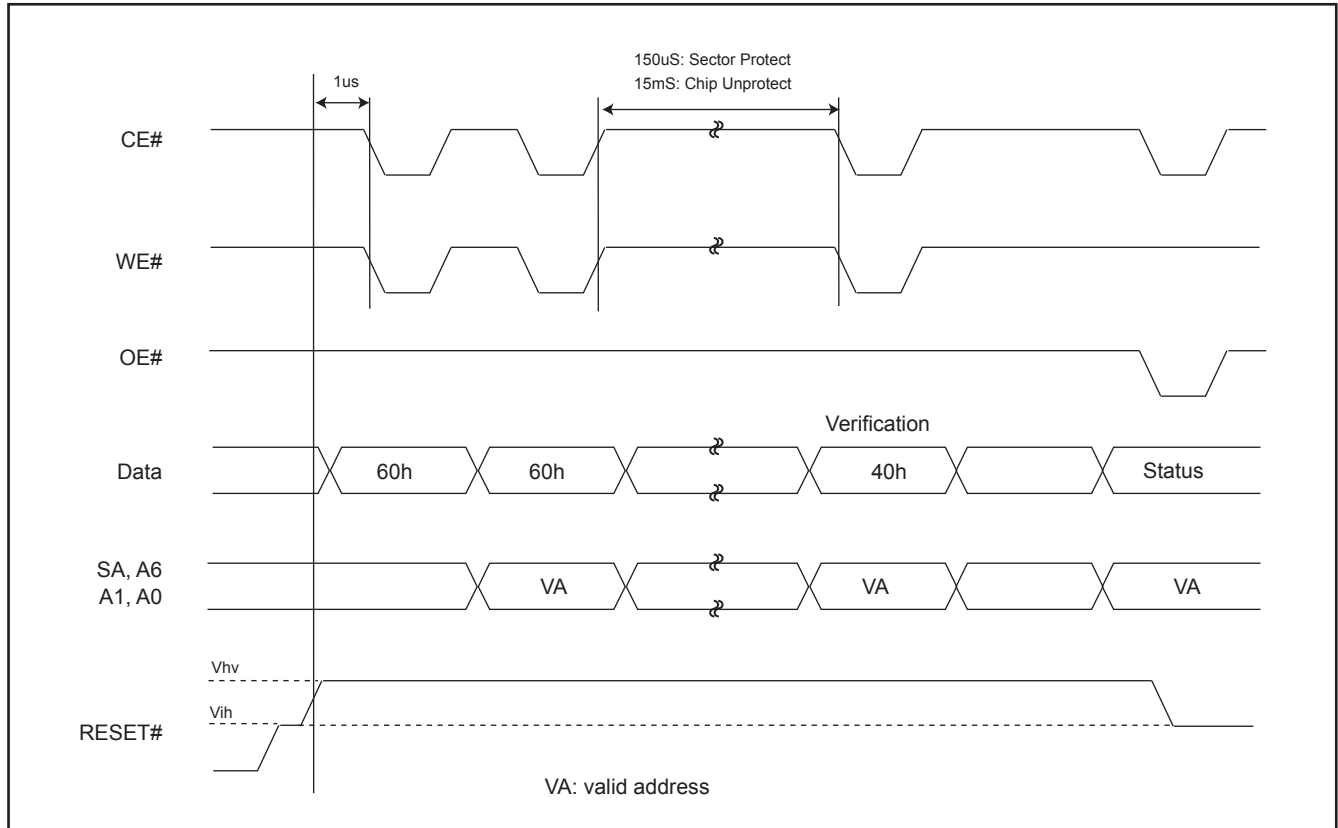 150uS: Sector Protect
15mS: Chip Unprotect
1us
CE#
WE#
OE#
Verification
Data
60h
60h
40h
Status
SA, A6
A1, A0
VA
VA
VA
Vhv
Vih
RESET#
VA: valid address